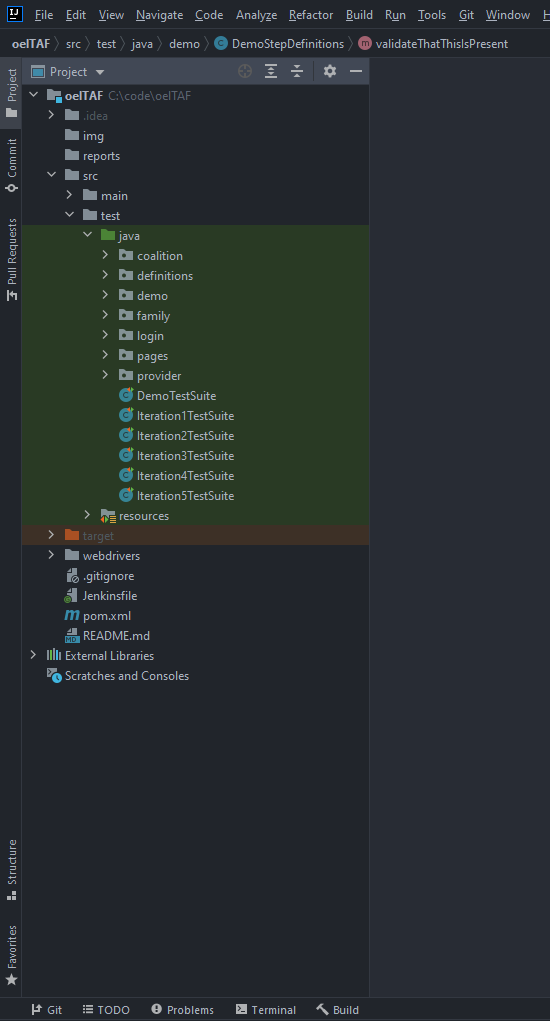 IJ File Edit View Navigate Code Analyze Refactor Build Run Tools Git Window H
oelTAF src test java demo C DemoStepDefinitions m validateThatThisIsPresent
Project
oelTAF C:\code\oelTAF
.idea
img
reports
src
main
test
java
coalition
definitions
demo
family
login
pages
provider
C DemoTestSuite
C Iteration1TestSuite
C Iteration2TestSuite
C Iteration3TestSuite
C Iteration4TestSuite
C Iteration5TestSuite
resources
target
webdrivers
.gitignore
Jenkinsfile
m pom.xml
MD README.md
External Libraries
Scratches and Consoles
Project
Commit
Pull Requests
Structure
Favorites
Git TODO Problems Terminal Build